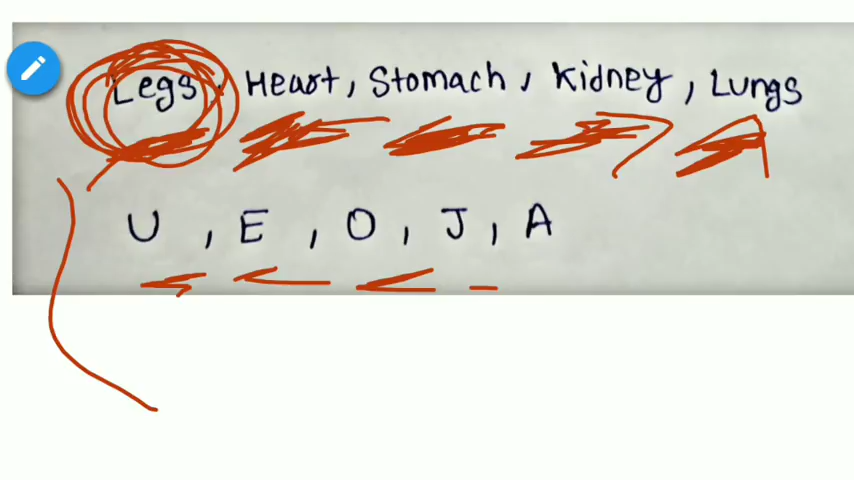 Legs, Heart, Stomach, Kidney, Lungs
U, E, O, J, A